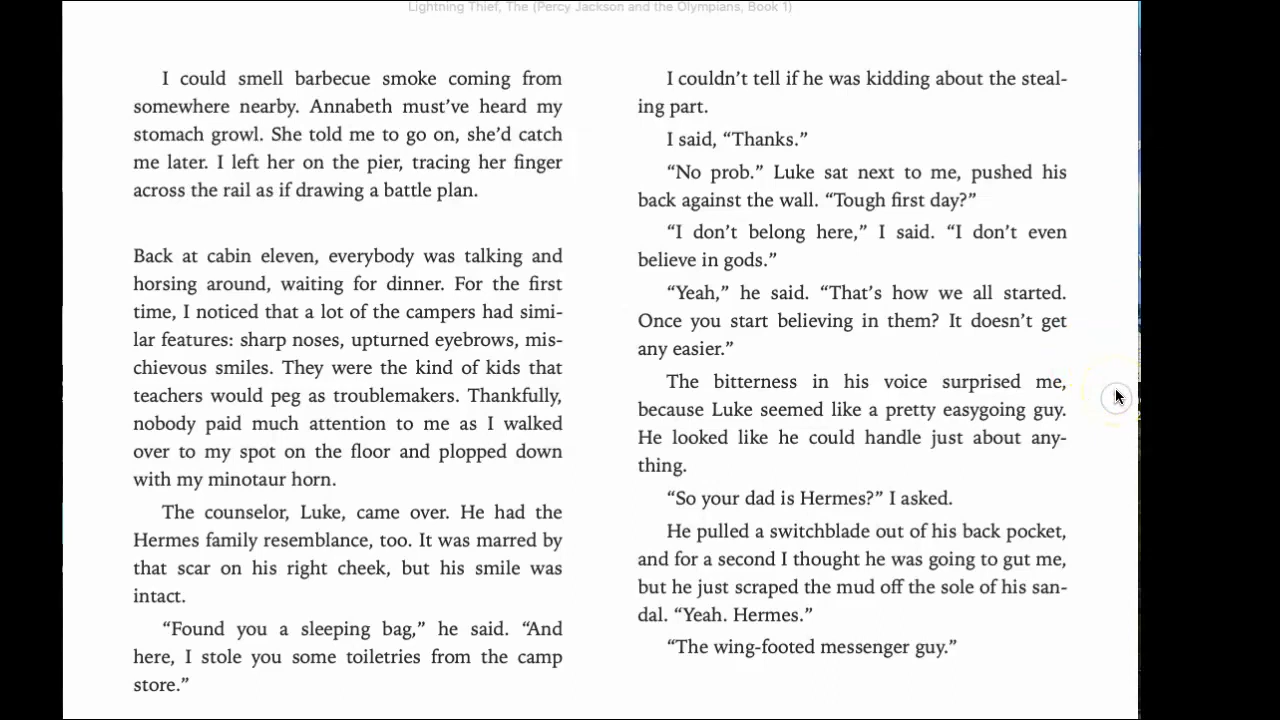 Lightning Thief, The (Percy Jackson and the Olympians, Book 1)
I could smell barbecue smoke coming from
somewhere nearby. Annabeth must’ve heard my
stomach growl. She told me to go on, she’d catch
me later. I left her on the pier, tracing her finger
across the rail as if drawing a battle plan.
Back at cabin eleven, everybody was talking and
horsing around, waiting for dinner. For the first
time, I noticed that a lot of the campers had simi-
lar features: sharp noses, upturned eyebrows, mis-
chievous smiles. They were the kind of kids that
teachers would peg as troublemakers. Thankfully,
nobody paid much attention to me as I walked
over to my spot on the floor and plopped down
with my minotaur horn.
The counselor, Luke, came over. He had the
Hermes family resemblance, too. It was marred by
that scar on his right cheek, but his smile was
intact.
“Found you a sleeping bag,” he said. “And
here, I stole you some toiletries from the camp
store.”
I couldn’t tell if he was kidding about the steal-
ing part.
I said, “Thanks.”
“No prob.” Luke sat next to me, pushed his
back against the wall. “Tough first day?”
“I don’t belong here,” I said. “I don’t even
believe in gods.”
“Yeah,” he said. “That’s how we all started.
Once you start believing in them? It doesn’t get
any easier.”
The bitterness in his voice surprised me,
because Luke seemed like a pretty easygoing guy.
He looked like he could handle just about any-
thing.
“So your dad is Hermes?” I asked.
He pulled a switchblade out of his back pocket,
and for a second I thought he was going to gut me,
but he just scraped the mud off the sole of his san-
dal. “Yeah. Hermes.”
“The wing-footed messenger guy.”